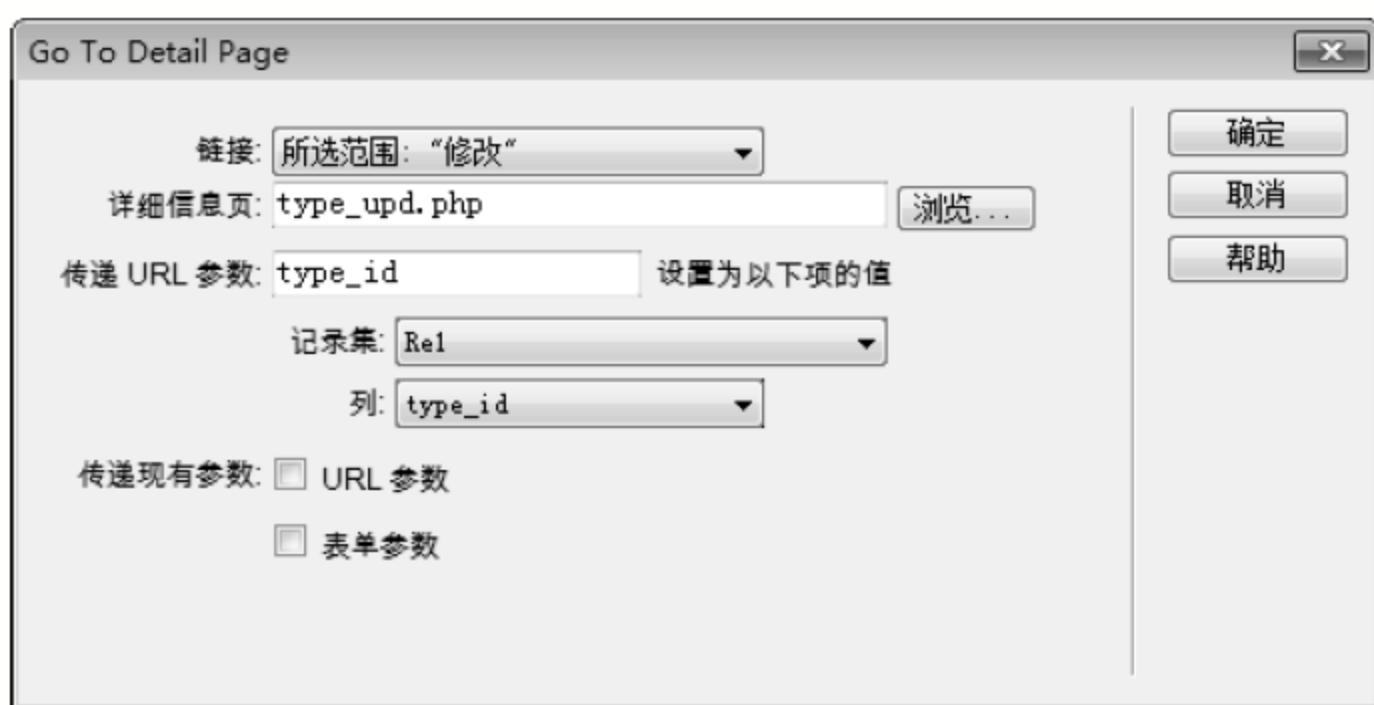 Go To Detail Page
链接: 所选范围: "修改"
详细信息页: type_upd.php 浏览...
传递 URL 参数: type_id 设置为以下项的值
记录集: Re1
列: type_id
传递现有参数: URL 参数
表单参数
确定
取消
帮助